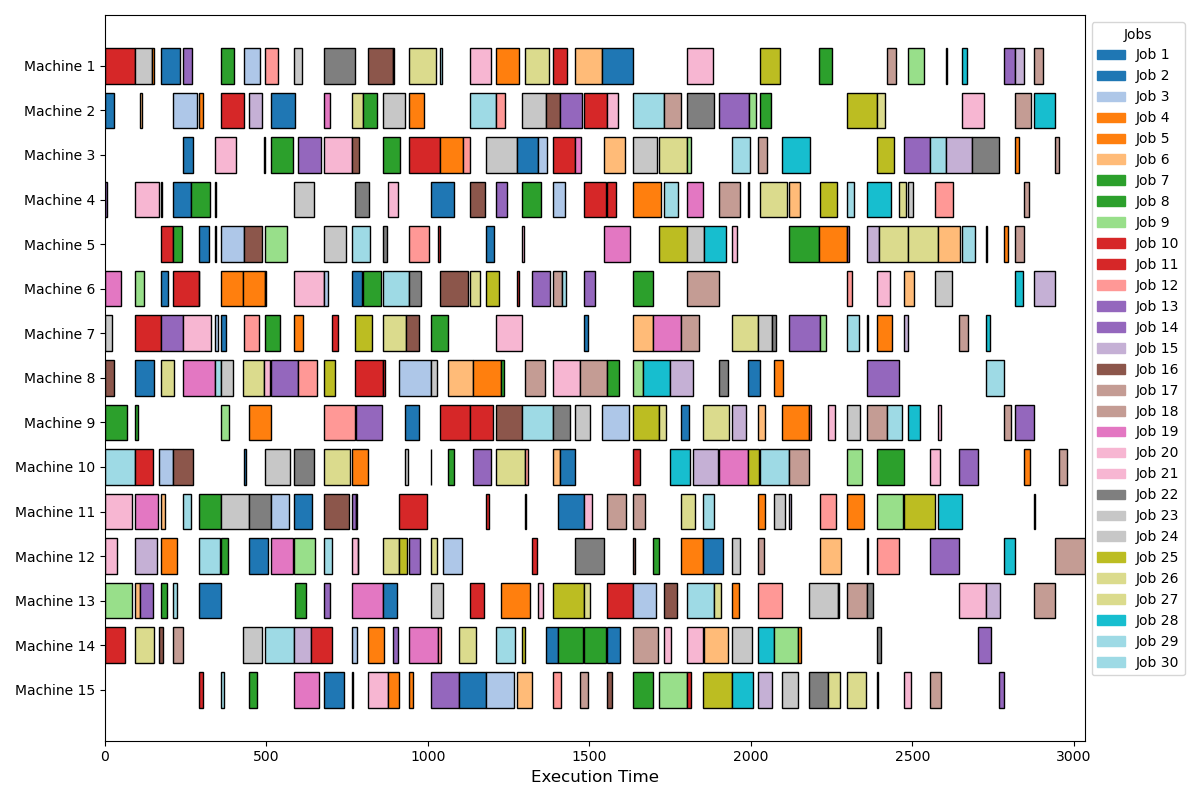 Machine 1
Machine 2
Machine 3
Machine 4
Machine 5
Machine 6
Machine 7
Machine 8
Machine 9
Machine 10
Machine 11
Machine 12
Machine 13
Machine 14
Machine 15
0 500 1000 1500 2000 2500 3000
Execution Time
Jobs
Job 1
Job 2
Job 3
Job 4
Job 5
Job 6
Job 7
Job 8
Job 9
Job 10
Job 11
Job 12
Job 13
Job 14
Job 15
Job 16
Job 17
Job 18
Job 19
Job 20
Job 21
Job 22
Job 23
Job 24
Job 25
Job 26
Job 27
Job 28
Job 29
Job 30